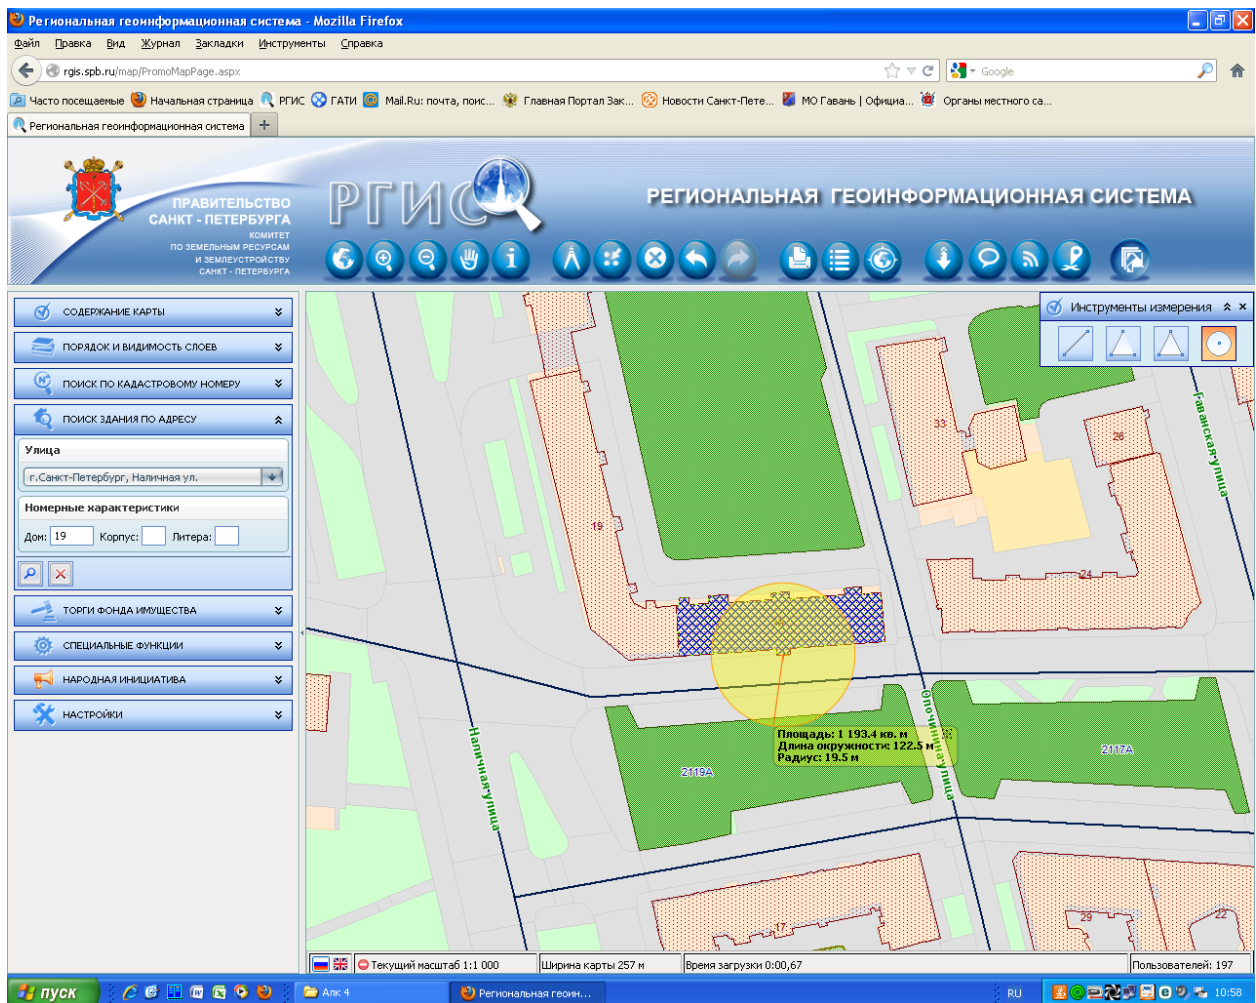 Региональная геоинформационная система - Mozilla Firefox
Файл Правка Вид Журнал Закладки Инструменты Справка
rgis.spb.ru/map/PromoMapPage.aspx
Google
Часто посещаемые Начальная страница РГИС ГАТИ Mail.Ru: почта, поис... Главная Портал Зак... Новости Санкт-Пете... МО Гавань | Официа... Органы местного са...
Региональная геоинформационная система +
ПРАВИТЕЛЬСТВО
САНКТ - ПЕТЕРБУРГА
КОМИТЕТ
ПО ЗЕМЕЛЬНЫМ РЕСУРСАМ
И ЗЕМЛЕУСТРОЙСТВУ
САНКТ - ПЕТЕРБУРГА
РГИС
РЕГИОНАЛЬНАЯ ГЕОИНФОРМАЦИОННАЯ СИСТЕМА
СОДЕРЖАНИЕ КАРТЫ
ПОРЯДОК И ВИДИМОСТЬ СЛОЕВ
ПОИСК ПО КАДАСТРОВОМУ НОМЕРУ
ПОИСК ЗДАНИЯ ПО АДРЕСУ
Улица
г.Санкт-Петербург, Наличная ул.
Номерные характеристики
Дом: 19 Корпус: Литера:
ТОРГИ ФОНДА ИМУЩЕСТВА
СПЕЦИАЛЬНЫЕ ФУНКЦИИ
НАРОДНАЯ ИНИЦИАТИВА
НАСТРОЙКИ
Инструменты измерения
Гаванская улица
33
26
19
24
Площадь: 1 193.4 кв. м
Длина окружности: 122.5 м
Радиус: 19.5 м
Наличная улица
Опочинина улица
2119А
2117А
17
29
22
Текущий масштаб 1:1 000
Ширина карты 257 м
Время загрузки 0:00,67
Пользователей: 197
пуск
Апк 4
Региональная геоин...
RU
10:58